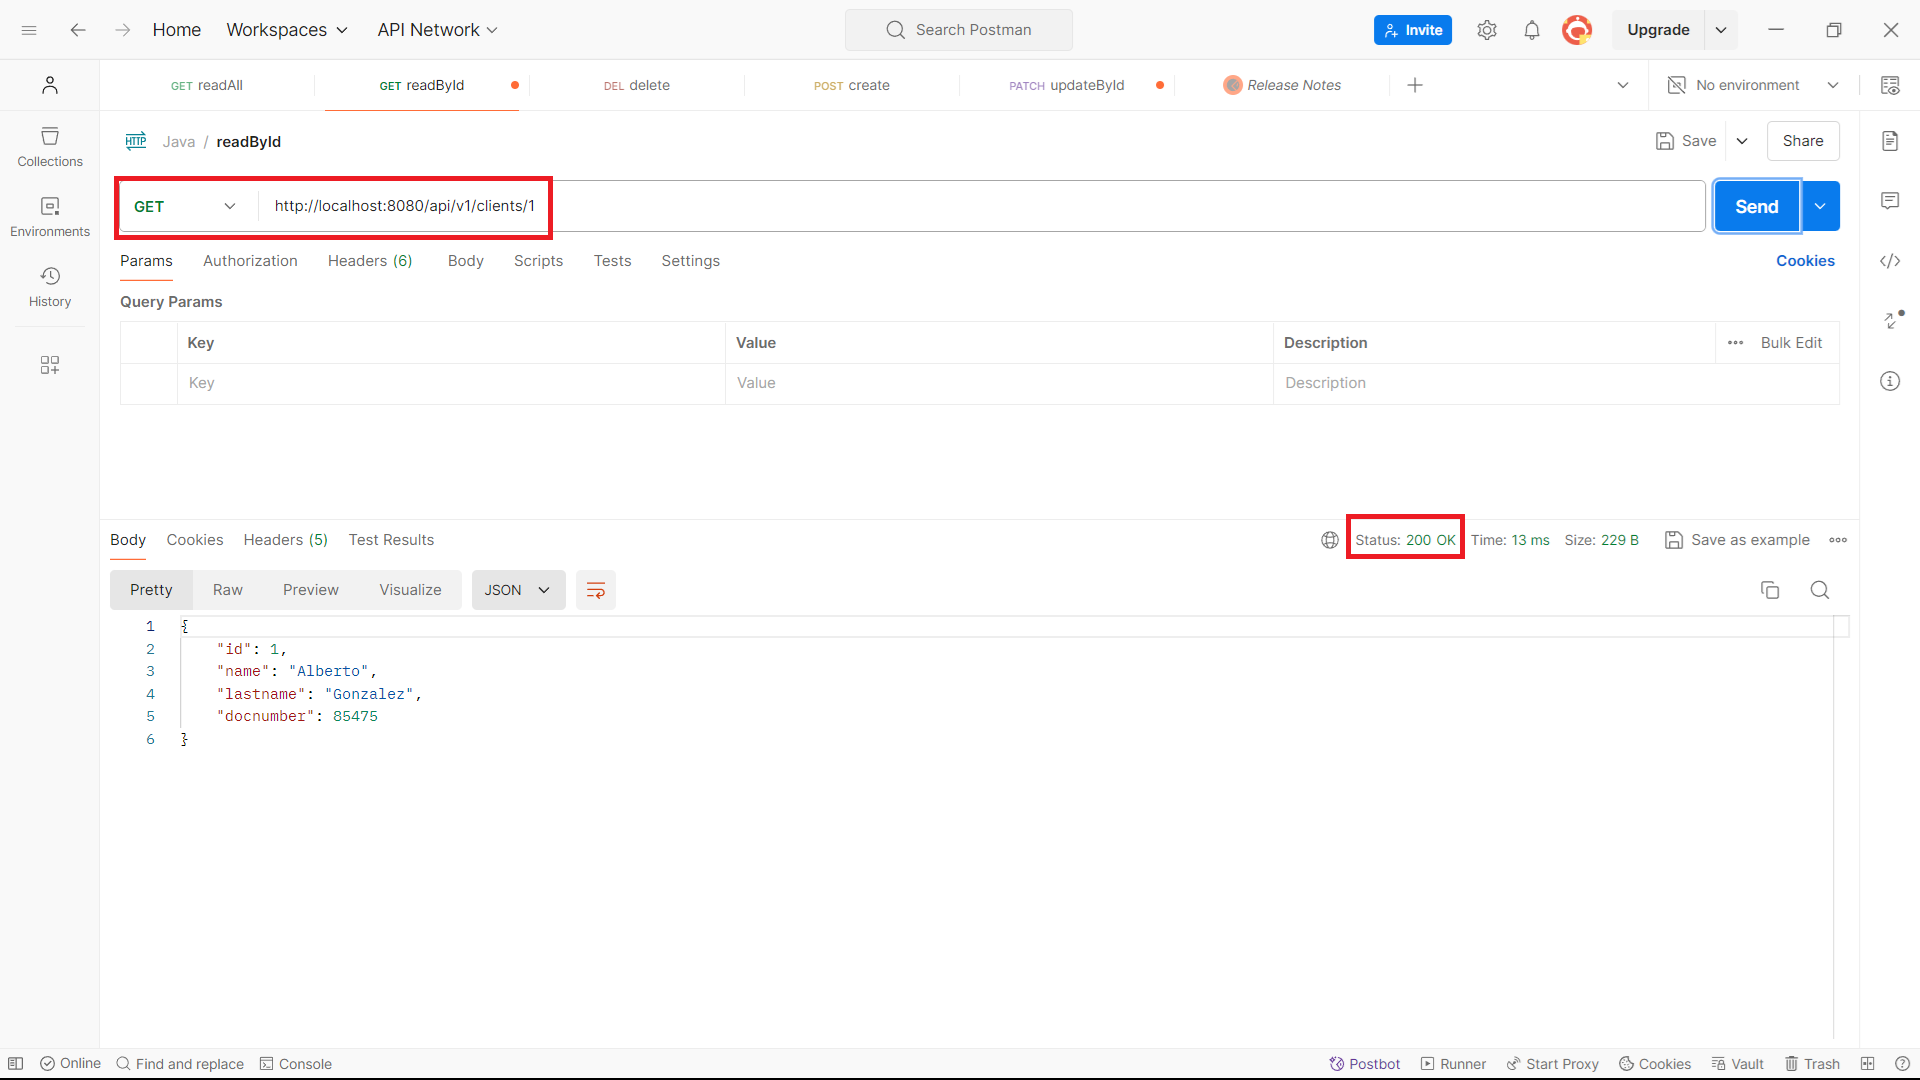 Home Workspaces API Network Search Postman Invite Upgrade
GET readAll GET readById DEL delete POST create PATCH updateById Release Notes No environment
HTTP Java / readById Save Share
Collections
Environments
History
GET http://localhost:8080/api/v1/clients/1 Send
Params Authorization Headers (6) Body Scripts Tests Settings Cookies
Query Params
Key Value Description Bulk Edit
Key Value Description
Body Cookies Headers (5) Test Results Status: 200 OK Time: 13 ms Size: 229 B Save as example
Pretty Raw Preview Visualize JSON
1 {
2 "id": 1,
3 "name": "Alberto",
4 "lastname": "Gonzalez",
5 "docnumber": 85475
6 }
Online Find and replace Console Postbot Runner Start Proxy Cookies Vault Trash